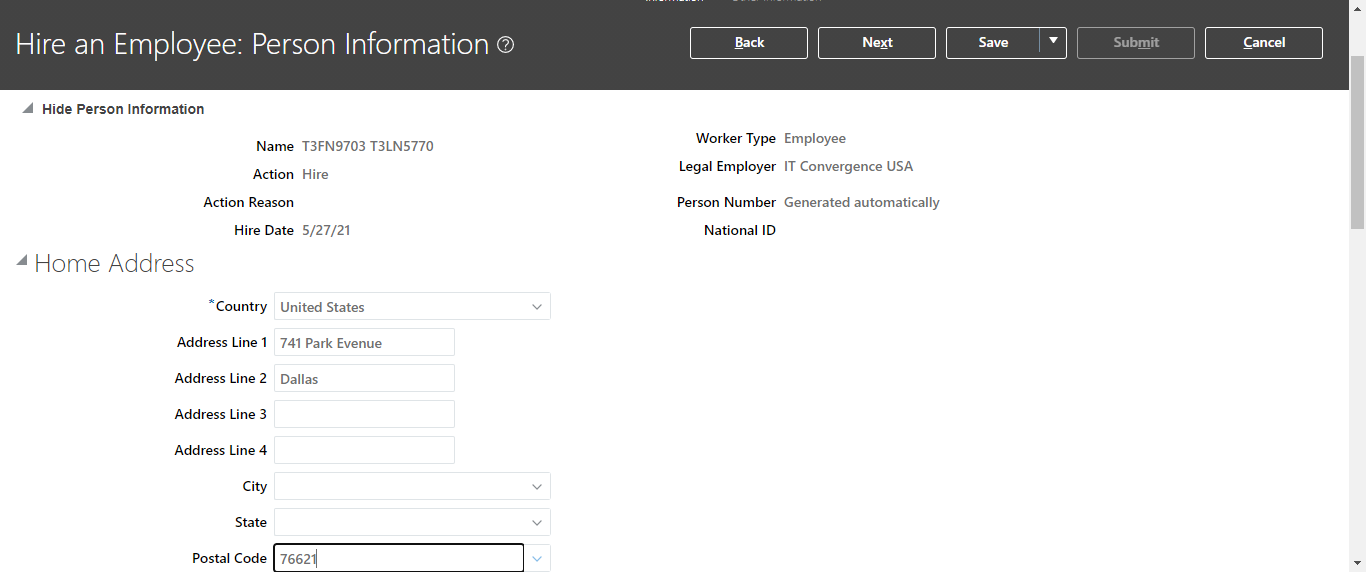 Hire an Employee: Person Information
Back
Next
Save
Submit
Cancel
Hide Person Information
Name T3FN9703 T3LN5770
Action Hire
Action Reason
Hire Date 5/27/21
Worker Type Employee
Legal Employer IT Convergence USA
Person Number Generated automatically
National ID
Home Address
*Country United States
Address Line 1 741 Park Evenue
Address Line 2 Dallas
Address Line 3
Address Line 4
City
State
Postal Code 76621